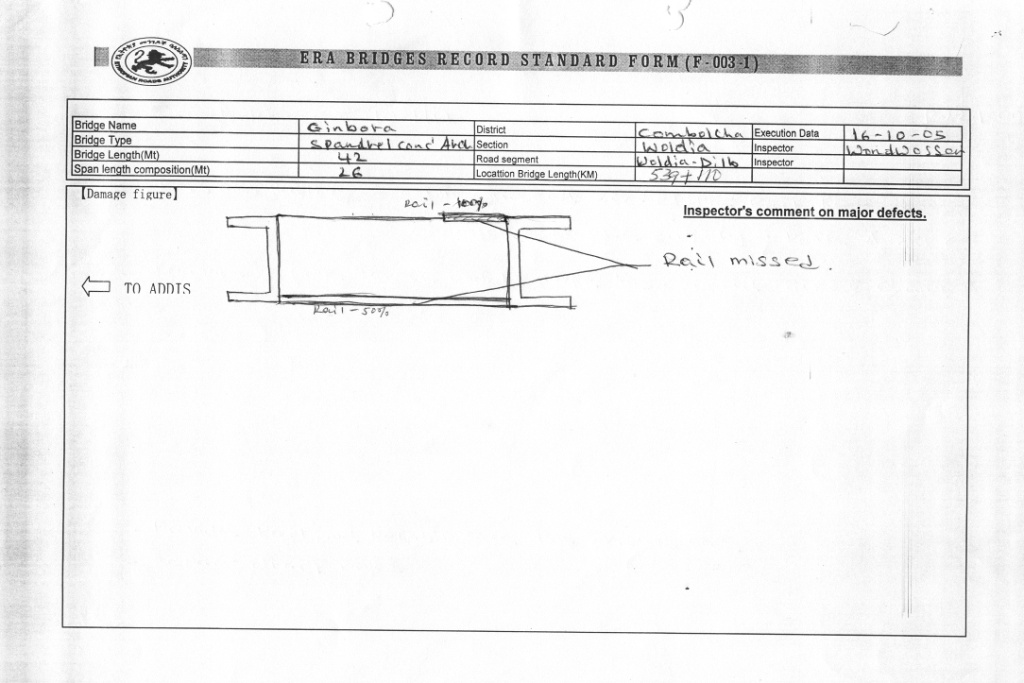 ERA BRIDGES RECORD STANDARD FORM (F-003-1)
Bridge Name Ginbora District Combolcha Execution Data 16-10-05
Bridge Type Spandrel conc' Arch Section Woldia Inspector Wondwossen
Bridge Length(Mt) 42 Road segment Woldia-Dilb Inspector
Span length composition(Mt) 26 Locattion Bridge Length(KM) 539+110
【Damage figure】
Inspector's comment on major defects.
Rail -
Rail missed.
TO ADDIS
Rail - 50%